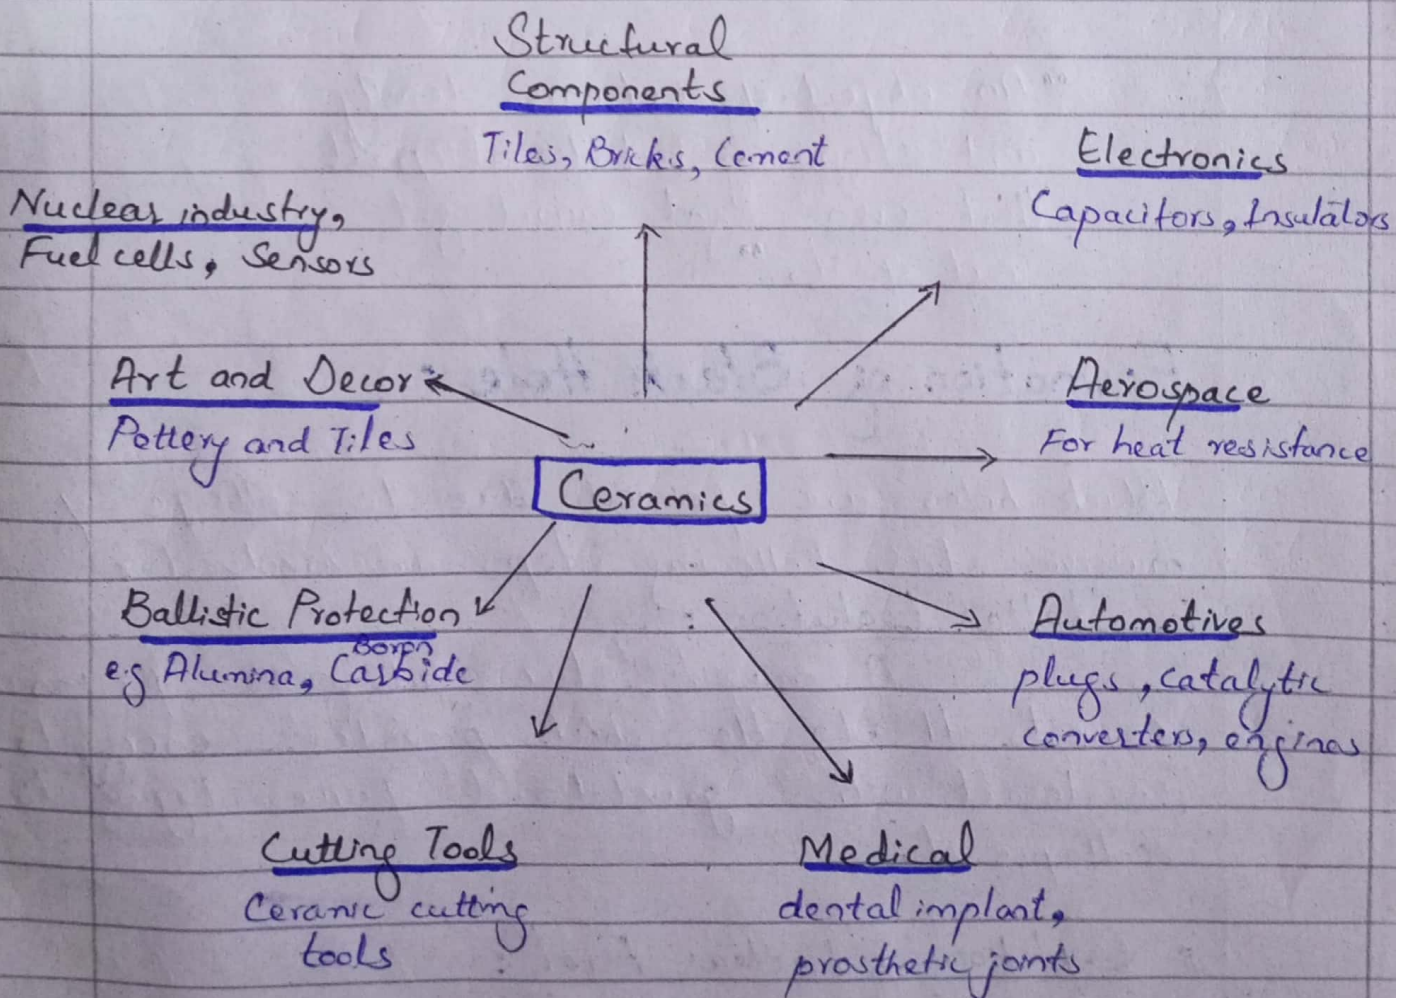 Structural
Components
Tiles, Bricks, Cement
Electronics
Capacitors, Insulators
Nuclear industry,
Fuel cells, Sensors
Art and Decor
Pottery and Tiles
Aerospace
For heat resistance
Ceramics
Ballistic Protection
e.g Alumina, Boron Carbide
Automotives
plugs, catalytic
converters, engines
Cutting Tools
Ceramic cutting
tools
Medical
dental implant,
prosthetic joints